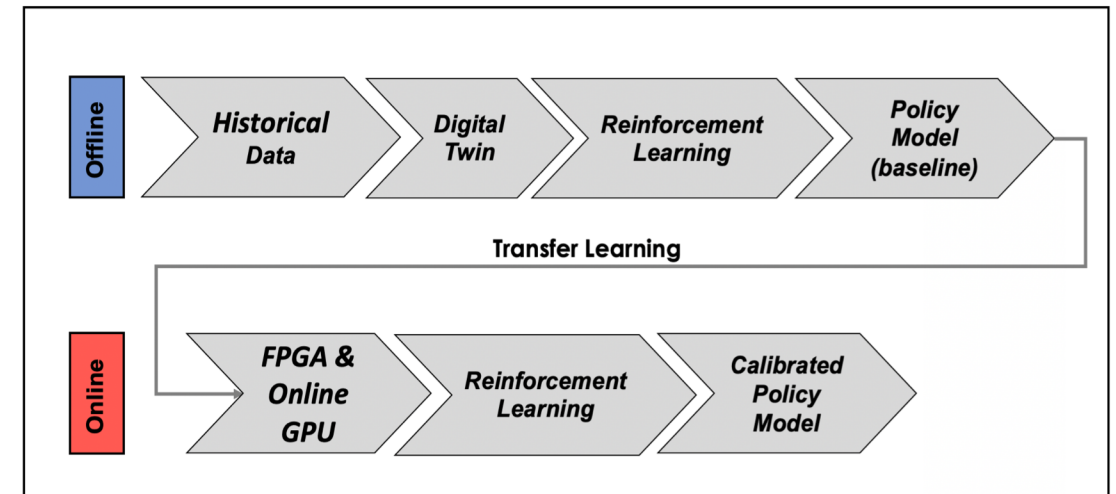 Offline
Historical
Data
Digital
Twin
Reinforcement
Learning
Policy
Model
(baseline)
Transfer Learning
Online
FPGA &
Online
GPU
Reinforcement
Learning
Calibrated
Policy
Model